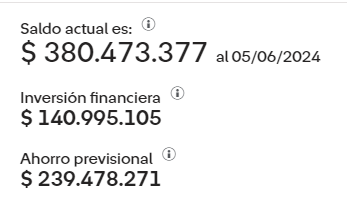 Saldo actual es:
$ 380.473.377 al 05/06/2024
Inversión financiera
$ 140.995.105
Ahorro previsional
$ 239.478.271